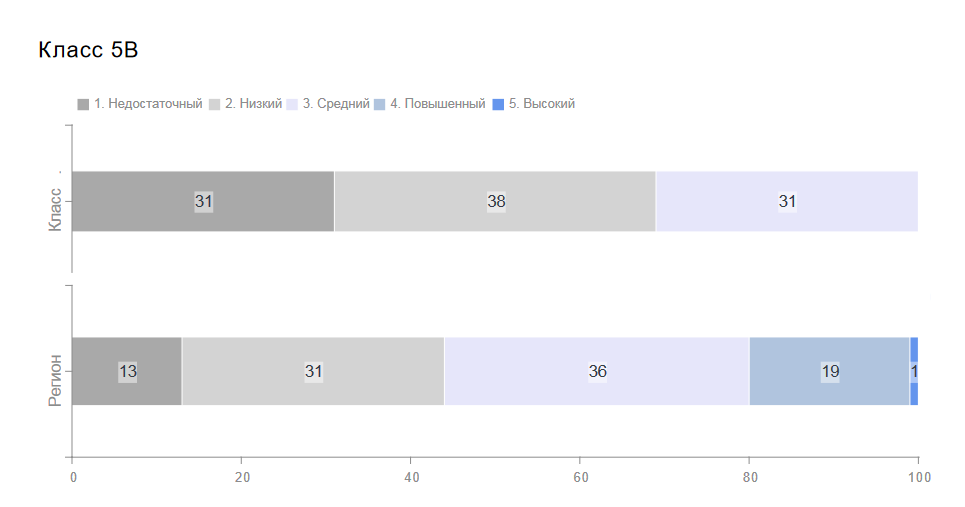 Класс 5В
1. Недостаточный 2. Низкий 3. Средний 4. Повышенный 5. Высокий
Класс
31 38 31
Регион
13 31 36 19 1
0 20 40 60 80 100